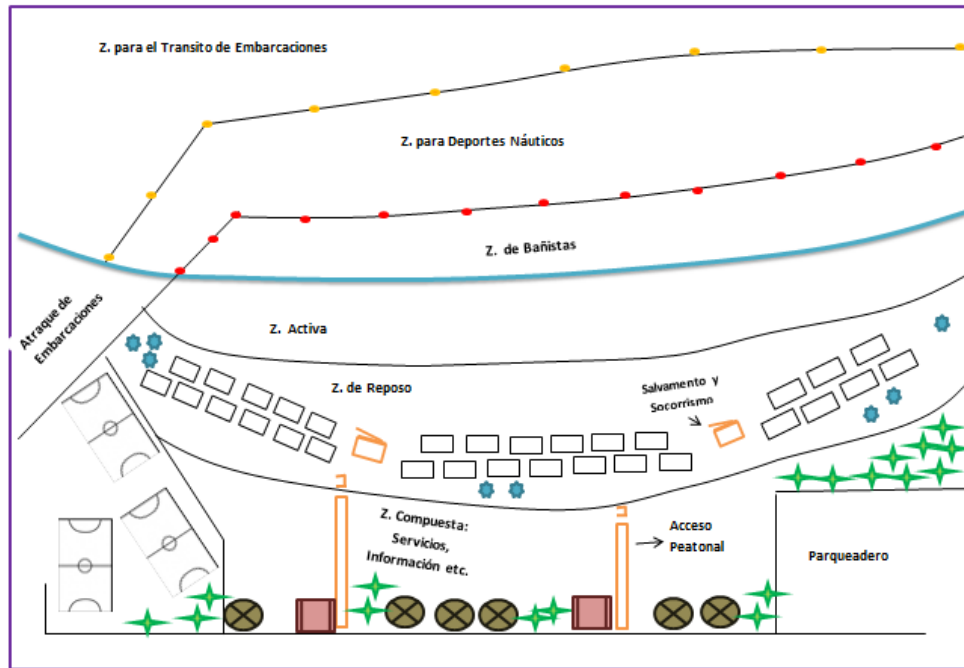 Z. para el Transito de Embarcaciones
Z. para Deportes Náuticos
Z. de Bañistas
Atraque de
Embarcaciones
Z. Activa
Z. de Reposo
Salvamento y
Socorrismo
Z. Compuesta:
Servicios,
Información etc.
Acceso
Peatonal
Parqueadero